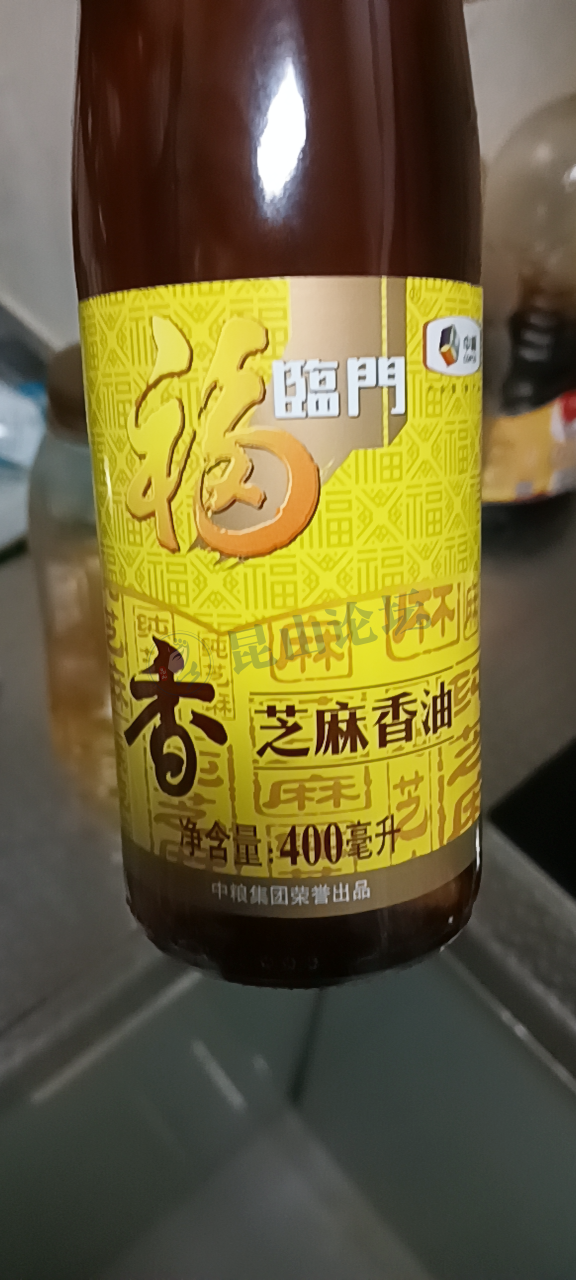 福
臨門
中粮
昆山论坛
香
芝麻香油
净含量:400毫升
中粮集团荣誉出品